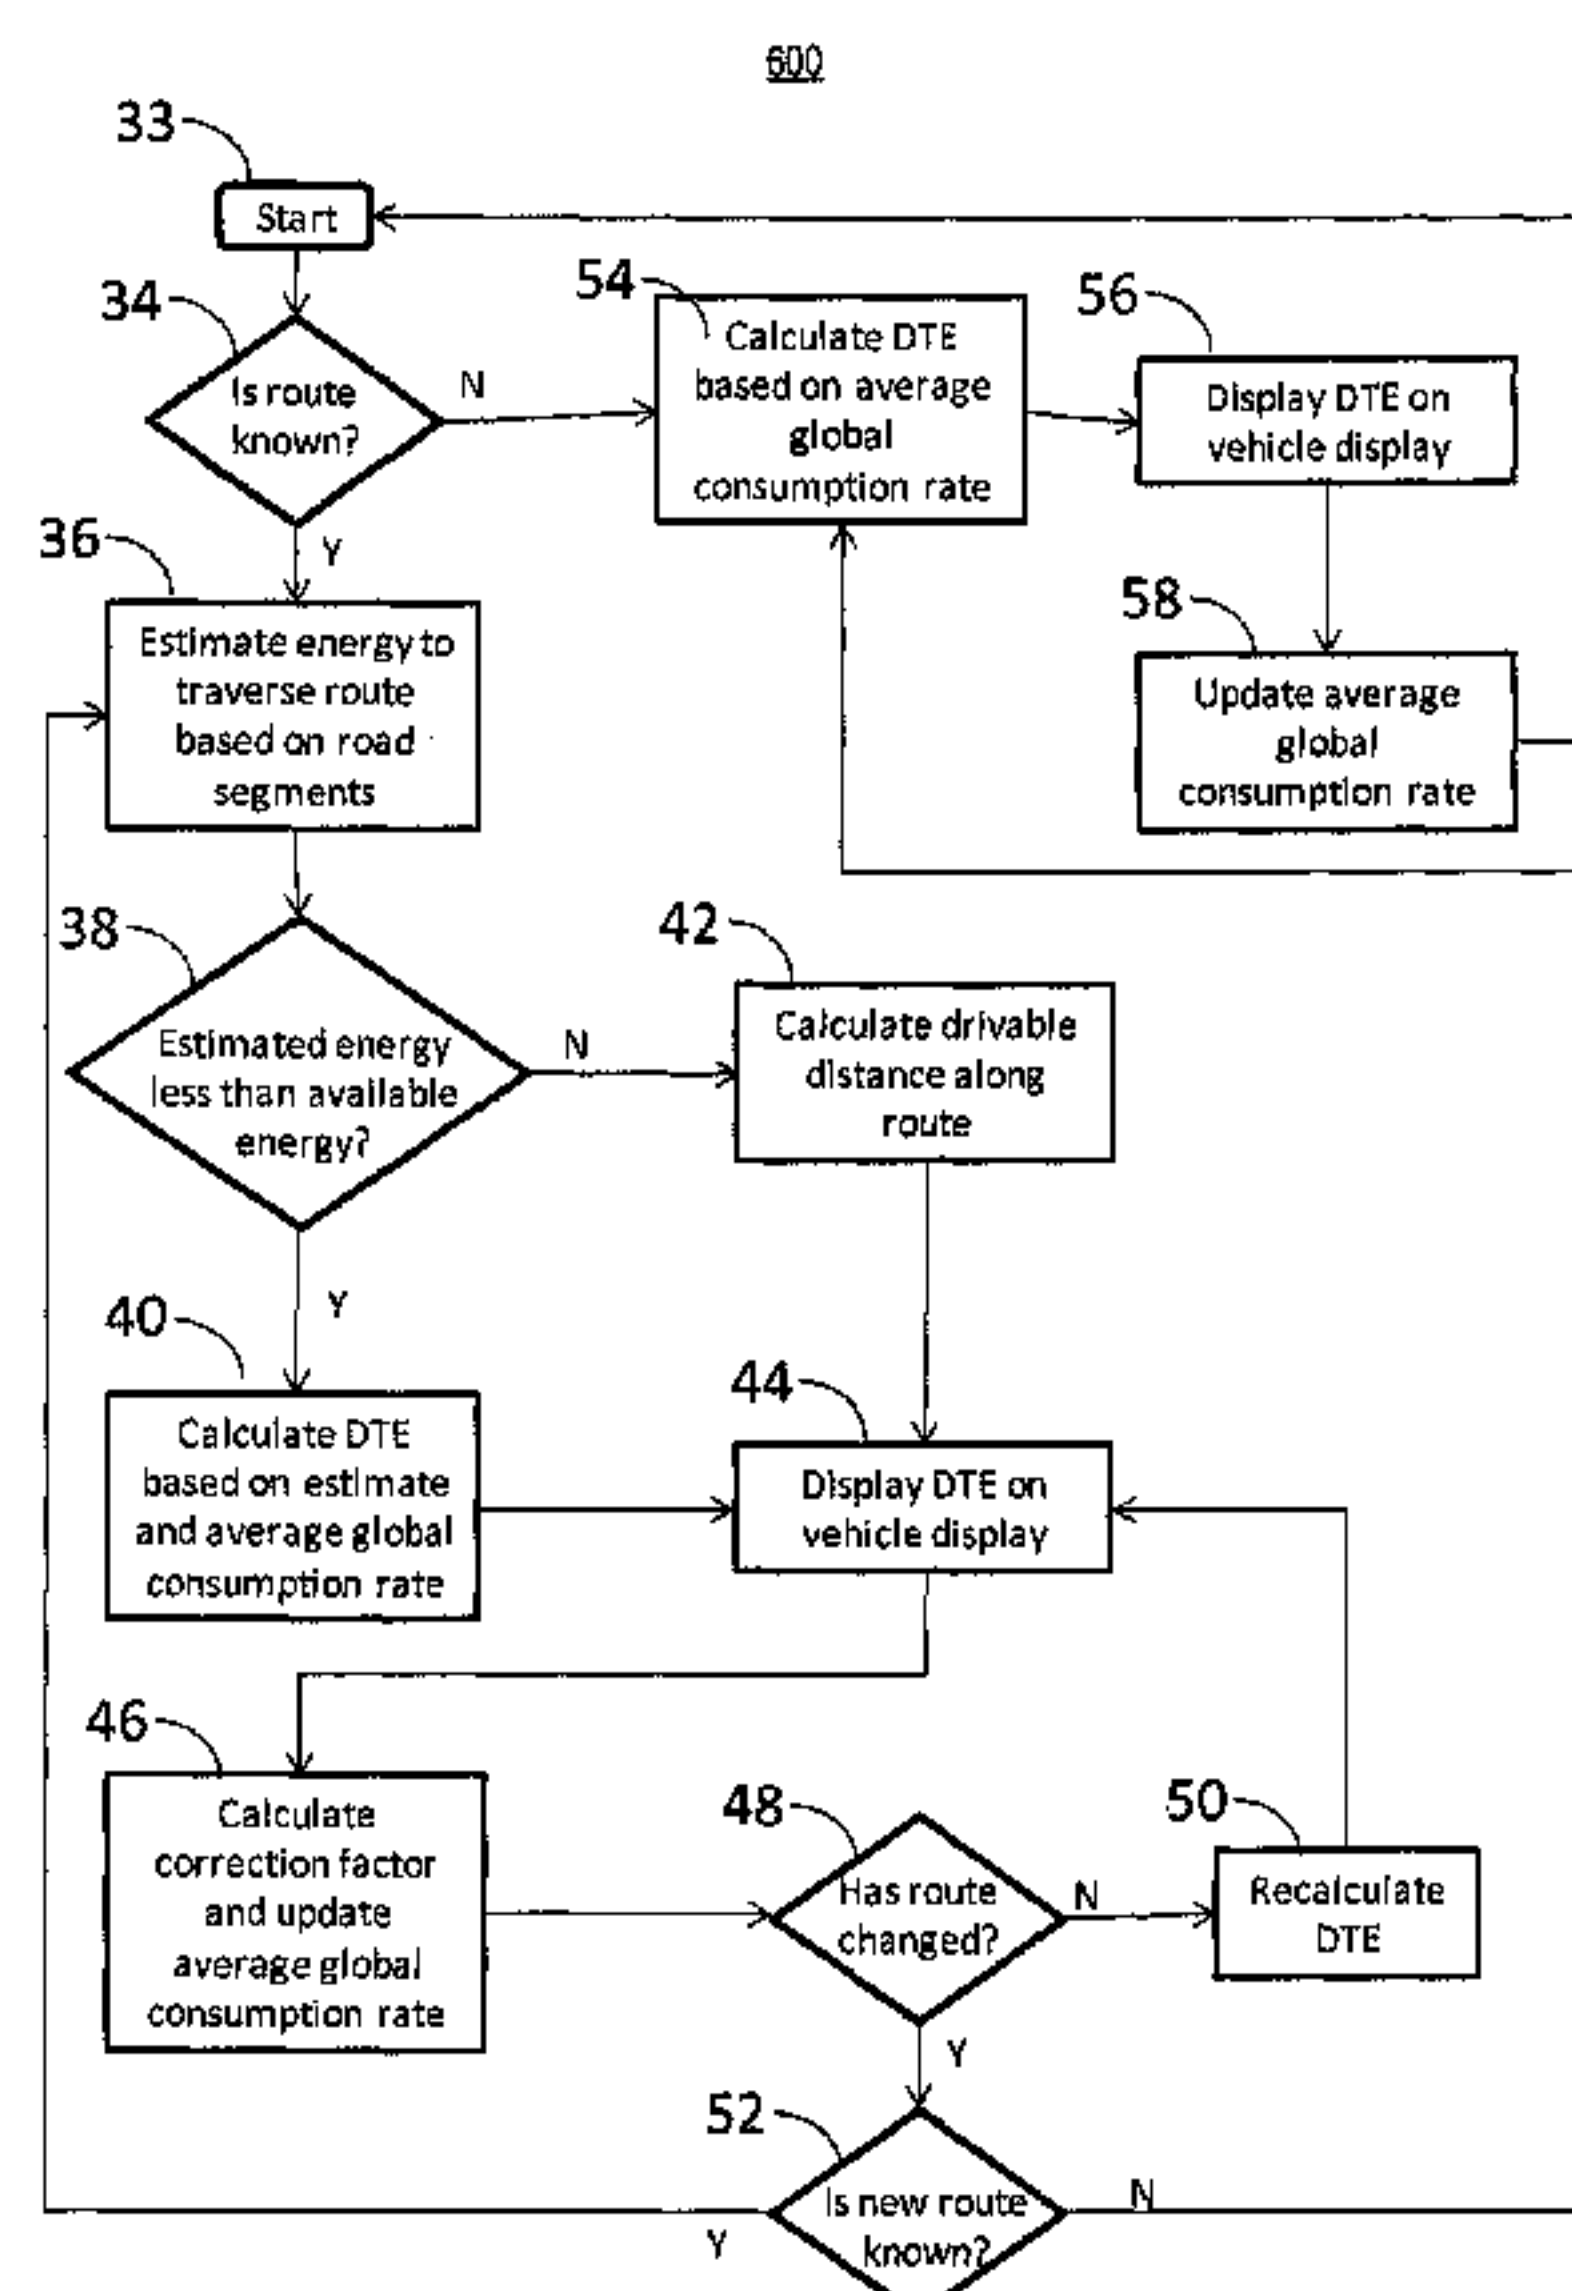 600
33
Start
34
Is route
known?
N
Y
54
Calculate DTE
based on average
global
consumption rate
56
Display DTE on
vehicle display
58
Update average
global
consumption rate
36
Estimate energy to
traverse route
based on road
segments
38
Estimated energy
less than available
energy?
N
Y
42
Calculate drivable
distance along
route
40
Calculate DTE
based on estimate
and average global
consumption rate
44
Display DTE on
vehicle display
46
Calculate
correction factor
and update
average global
consumption rate
48
Has route
changed?
N
Y
50
Recalculate
DTE
52
Is new route
known?
Y
N